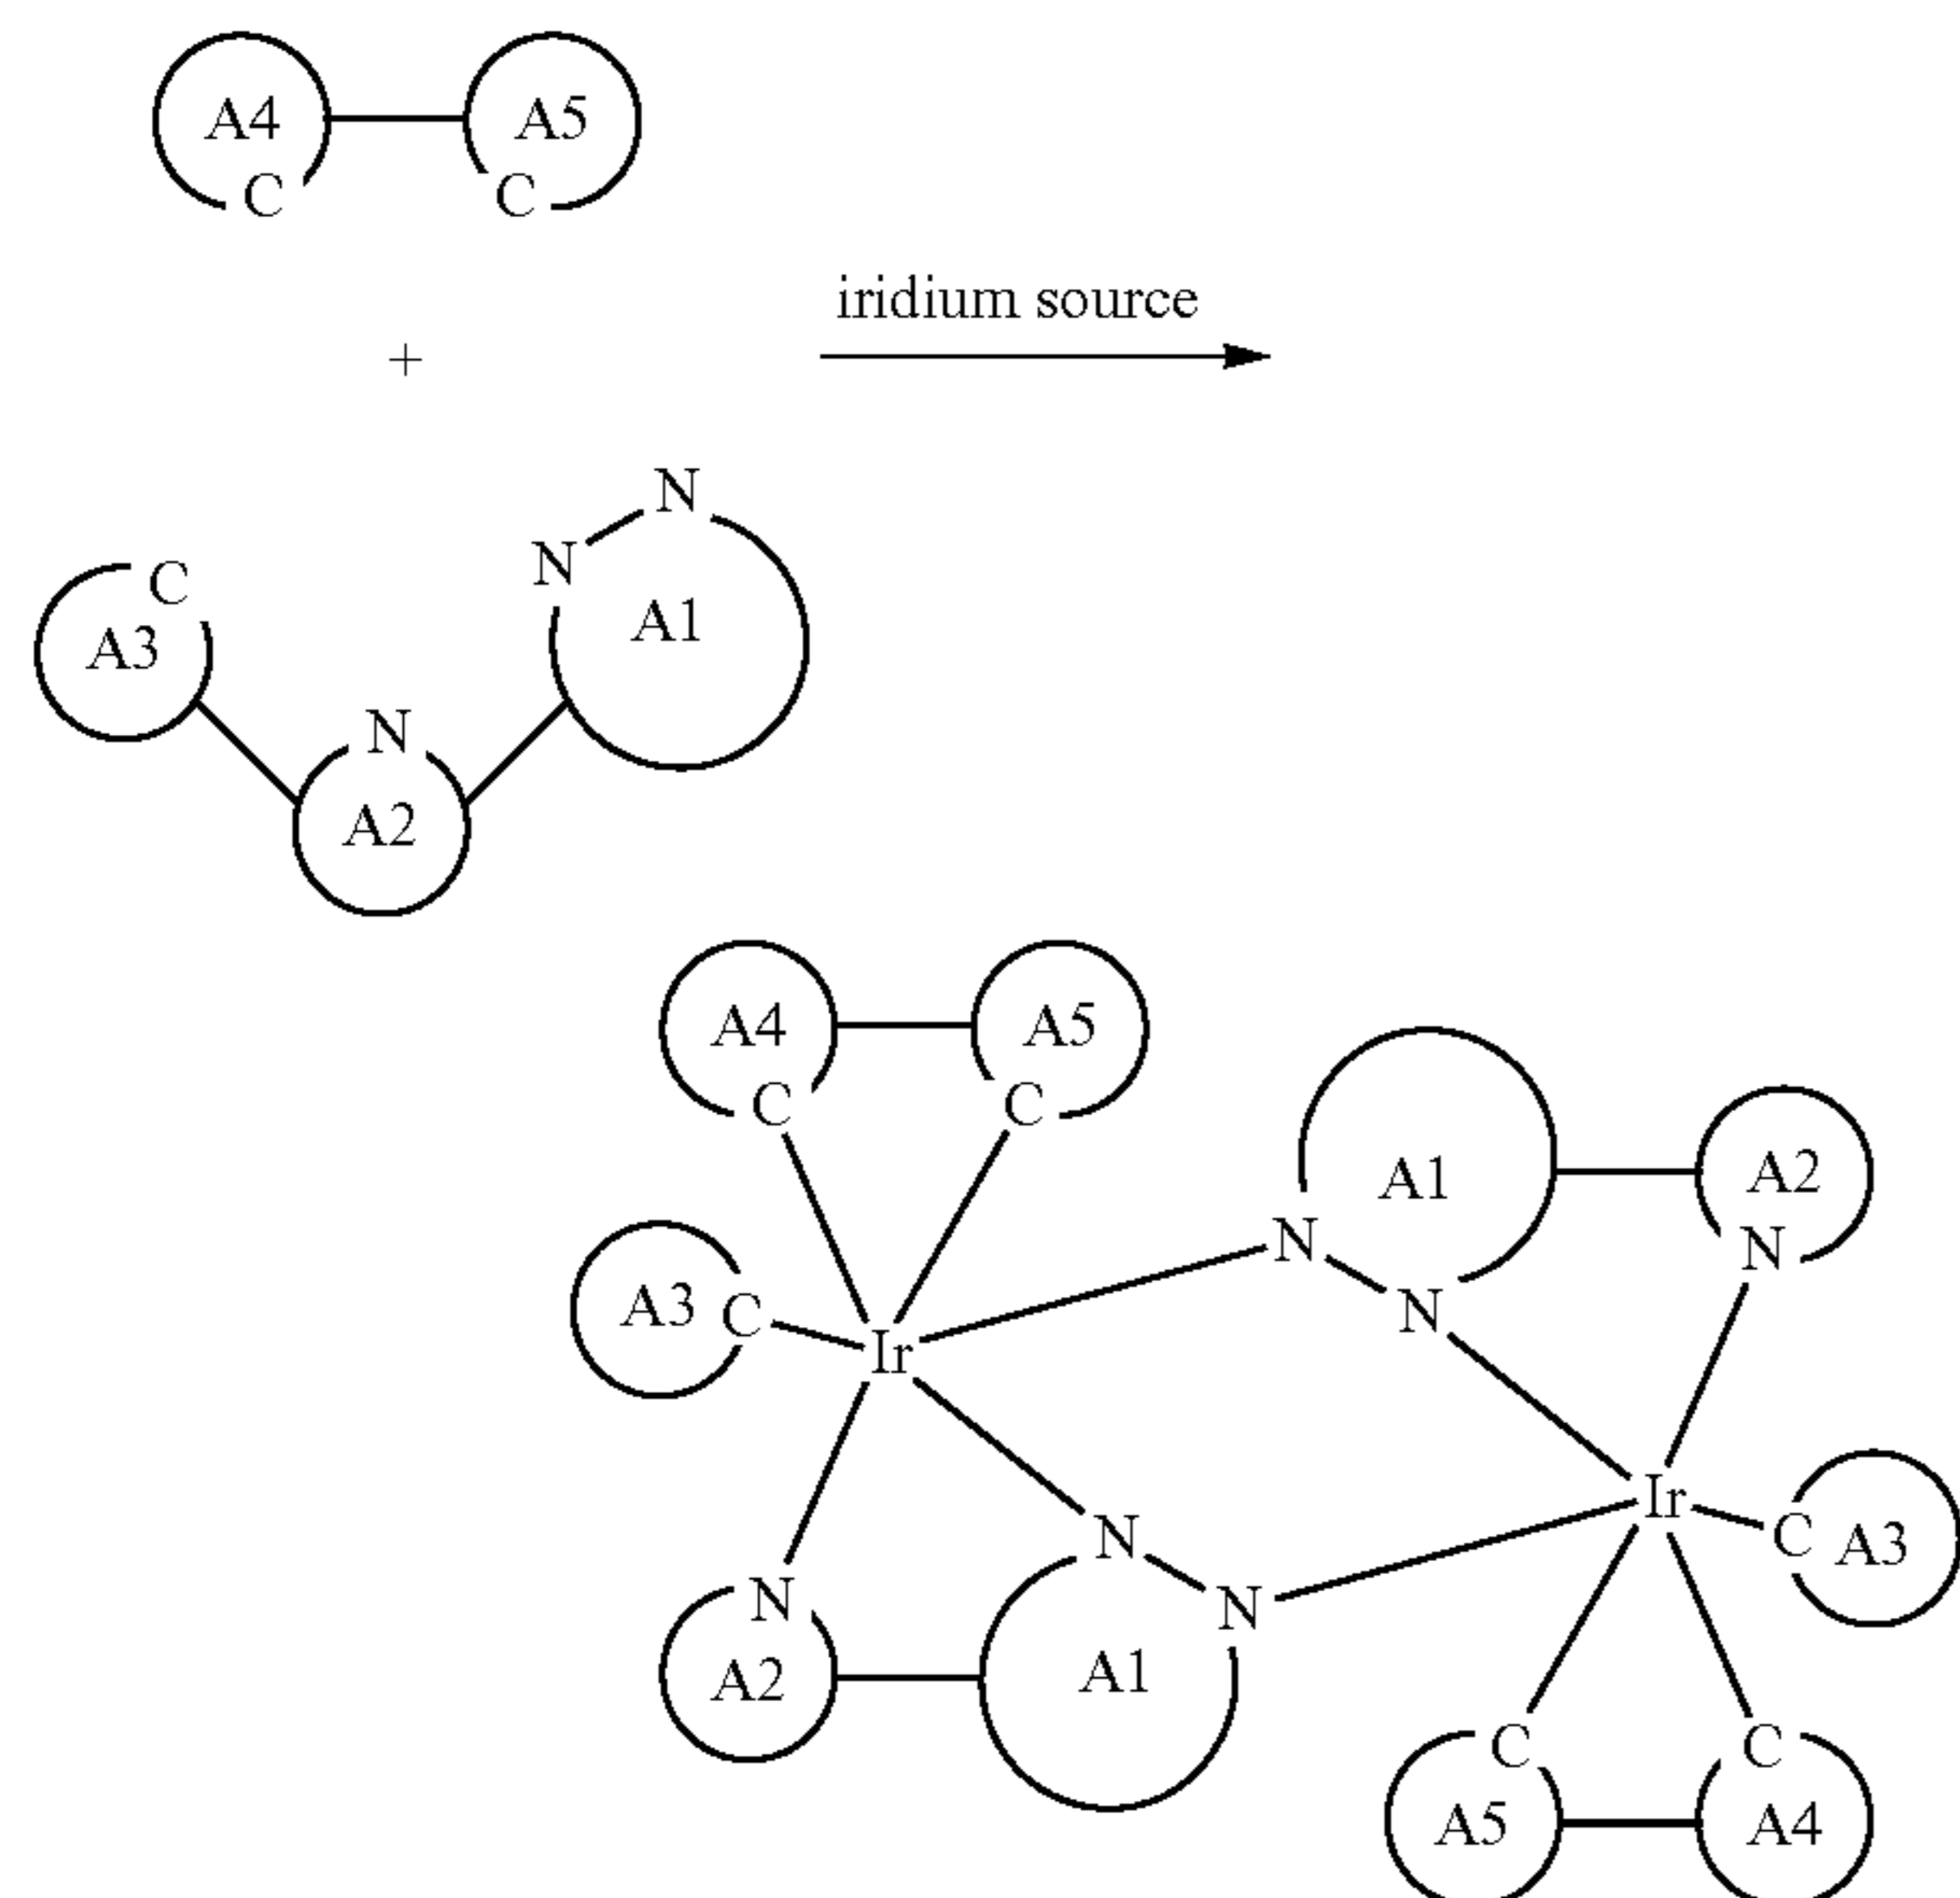 A4 A5
C C
iridium source
+
N
N
C
A1
A3
N
A2
A4 A5
C C
A1 A2
N N
A3 C
N
Ir
Ir
C A3
N
N N
A2 A1
C C
A5 A4